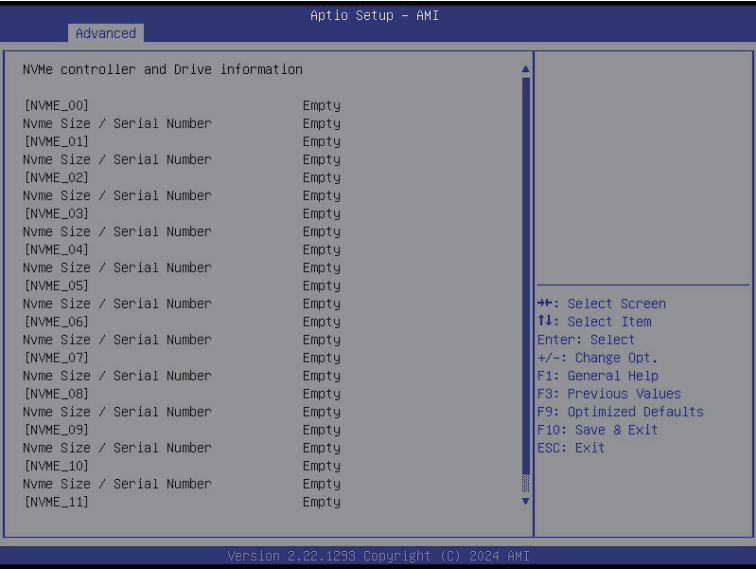 Aptio Setup – AMI
Advanced
NVMe controller and Drive information
[NVME_00] Empty
Nvme Size / Serial Number Empty
[NVME_01] Empty
Nvme Size / Serial Number Empty
[NVME_02] Empty
Nvme Size / Serial Number Empty
[NVME_03] Empty
Nvme Size / Serial Number Empty
[NVME_04] Empty
Nvme Size / Serial Number Empty
[NVME_05] Empty
Nvme Size / Serial Number Empty
[NVME_06] Empty
Nvme Size / Serial Number Empty
[NVME_07] Empty
Nvme Size / Serial Number Empty
[NVME_08] Empty
Nvme Size / Serial Number Empty
[NVME_09] Empty
Nvme Size / Serial Number Empty
[NVME_10] Empty
Nvme Size / Serial Number Empty
[NVME_11] Empty
→←: Select Screen
↑↓: Select Item
Enter: Select
+/-: Change Opt.
F1: General Help
F3: Previous Values
F9: Optimized Defaults
F10: Save & Exit
ESC: Exit
Version 2.22.1293 Copyright (C) 2024 AMI